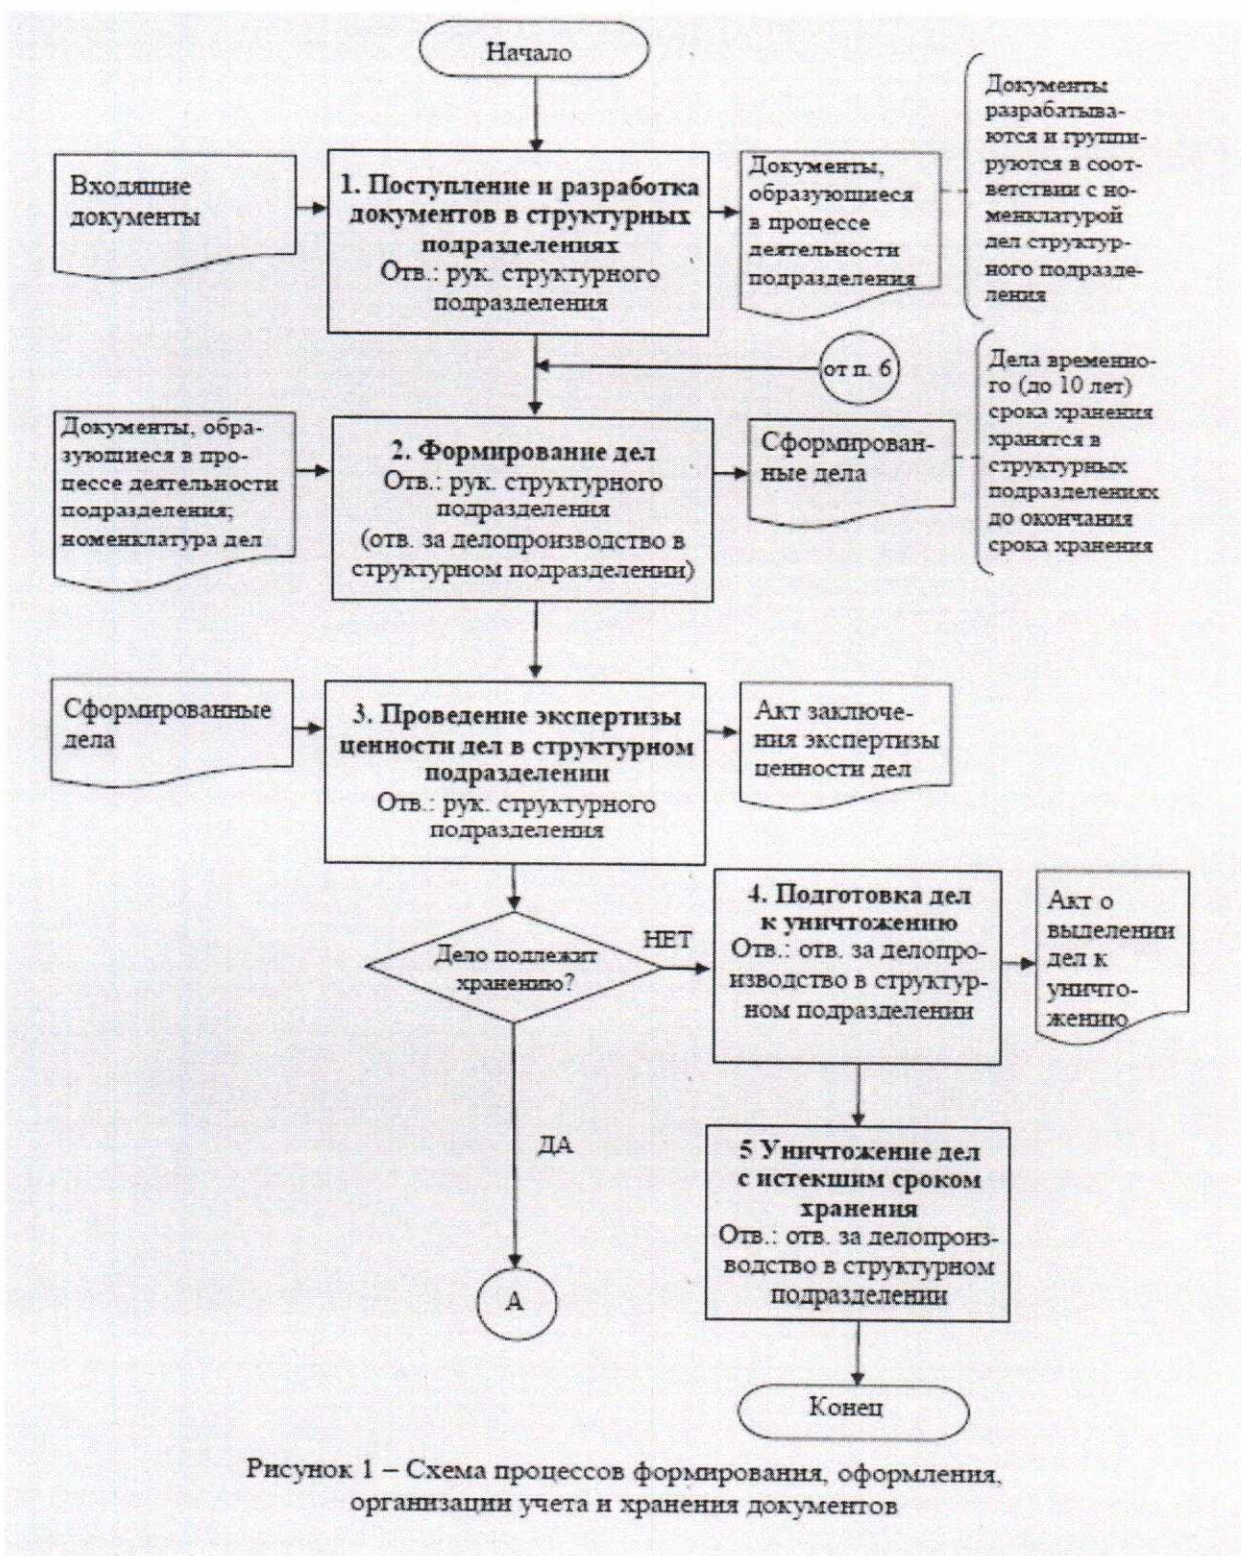 Начало
Документы
разрабатыва-
ются и группи-
руются в соот-
ветствии с но-
менклатурой
дел структур-
ного подразде-
ления
Входящие
документы
1. Поступление и разработка
документов в структурных
подразделениях
Отв.: рук. структурного
подразделения
Документы,
образующиеся
в процессе
деятельности
подразделения
от п. 6
Дела временно-
го (до 10 лет)
срока хранения
хранятся в
структурных
подразделениях
до окончания
срока хранения
Документы, обра-
зующиеся в про-
цессе деятельности
подразделения;
номенклатура дел
2. Формирование дел
Отв.: рук. структурного
подразделения
(отв. за делопроизводство в
структурном подразделении)
Сформирован-
ные дела
Сформированные
дела
3. Проведение экспертизы
ценности дел в структурном
подразделении
Отв.: рук. структурного
подразделения
Акт заключе-
ния экспертизы
ценности дел
Дело подлежит
хранению?
НЕТ
4. Подготовка дел
к уничтожению
Отв.: отв. за делопро-
изводство в структур-
ном подразделении
Акт о
выделении
дел к
уничто-
жению
ДА
5 Уничтожение дел
с истекшим сроком
хранения
Отв.: отв. за делопроиз-
водство в структурном
подразделении
А
Конец
Рисунок 1 – Схема процессов формирования, оформления,
организации учета и хранения документов